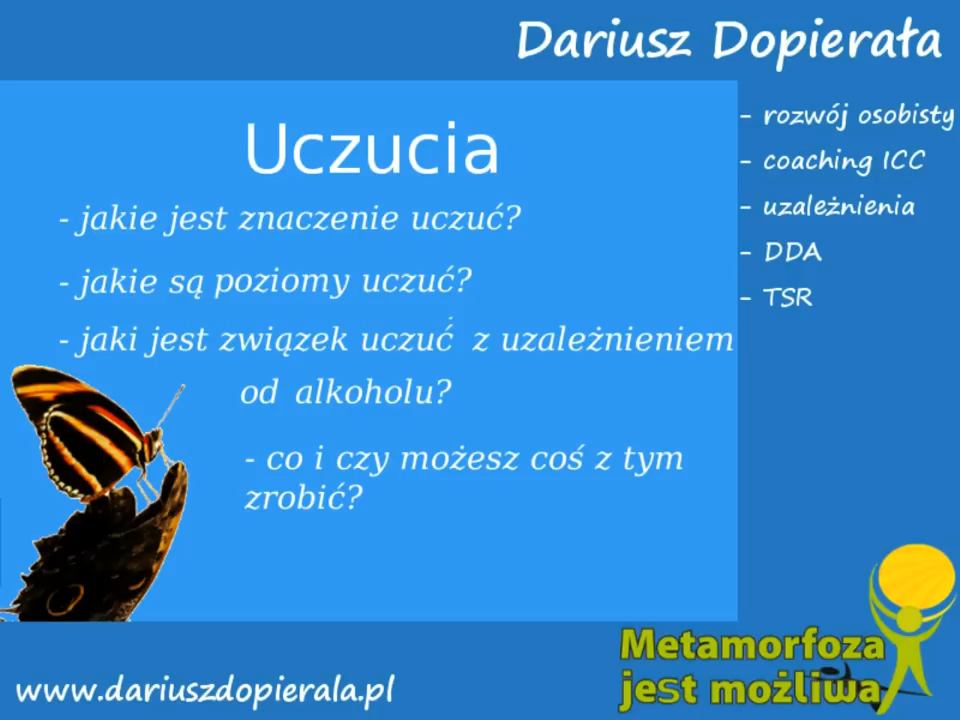 Dariusz Dopierała
Uczucia
- jakie jest znaczenie uczuć?
- jakie są poziomy uczuć?
- jaki jest związek uczuć z uzależnieniem
od alkoholu?
- co i czy możesz coś z tym
zrobić?
- rozwój osobisty
- coaching ICC
- uzależnienia
- DDA
- TSR
Metamorfoza
jest możliwa
www.dariuszdopierala.pl